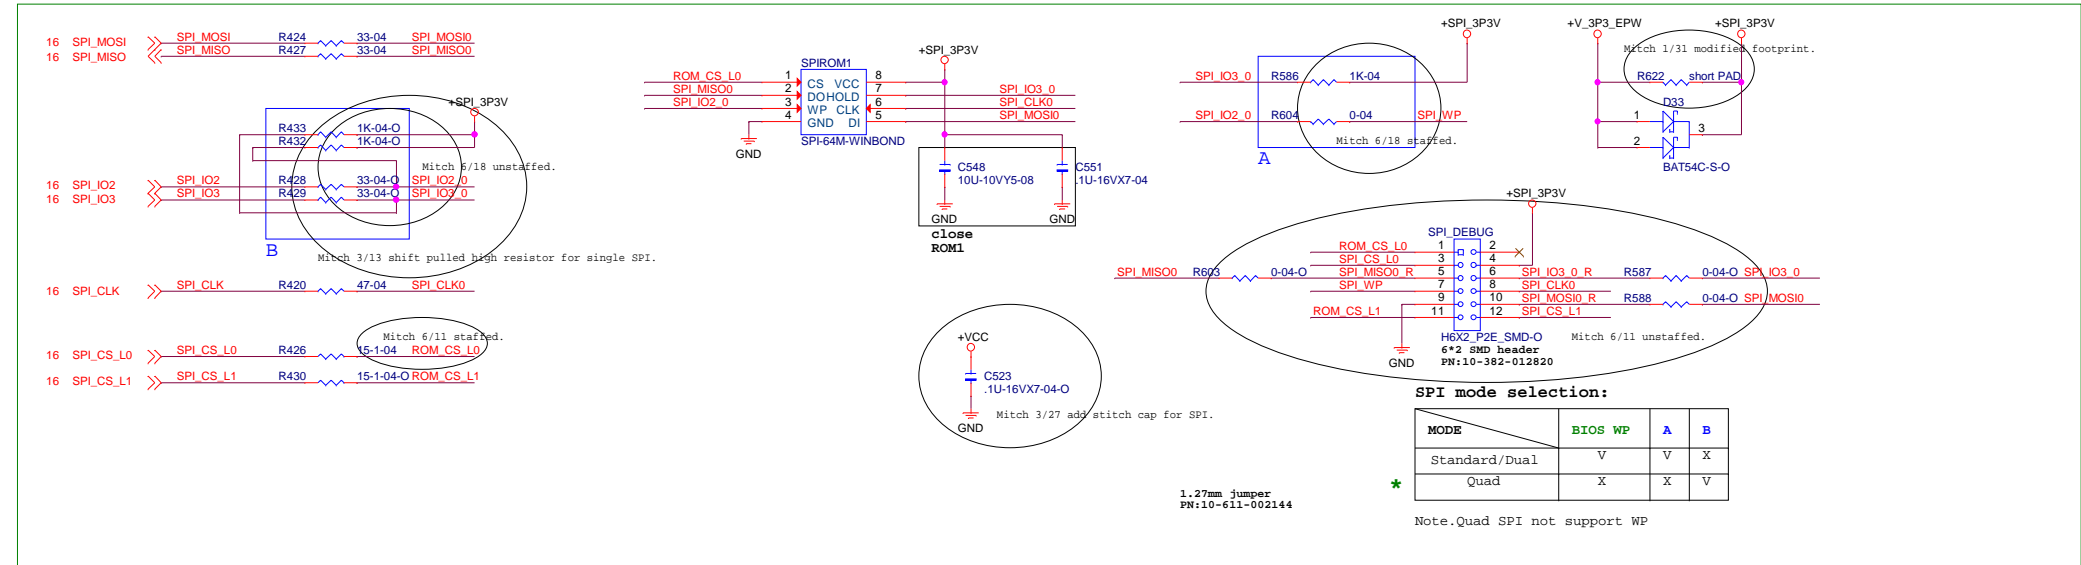 16 SPI_MOSI SPI_MOSI R424 33-04 SPI_MOSI0
16 SPI_MISO SPI_MISO R427 33-04 SPI_MISO0
+SPI_3P3V
R433 1K-04-O
R432 1K-04-O
Mitch 6/18 unstaffed.
16 SPI_IO2 SPI_IO2 R428 33-04-O SPI_IO2_0
16 SPI_IO3 SPI_IO3 R429 33-04-O SPI_IO3_0
B
Mitch 3/13 shift pulled high resistor for single SPI.
16 SPI_CLK SPI_CLK R420 47-04 SPI_CLK0
Mitch 6/11 staffed.
16 SPI_CS_L0 SPI_CS_L0 R426 15-1-04 ROM_CS_L0
16 SPI_CS_L1 SPI_CS_L1 R430 15-1-04-O ROM_CS_L1
+SPI_3P3V
SPIROM1
ROM_CS_L0 1 CS VCC 8
SPI_MISO0 2 DO HOLD 7 SPI_IO3_0
SPI_IO2_0 3 WP CLK 6 SPI_CLK0
4 GND DI 5 SPI_MOSI0
GND
SPI-64M-WINBOND
C548 C551
10U-10VY5-08 .1U-16VX7-04
GND GND
close
ROM1
+VCC
C523
.1U-16VX7-04-O
Mitch 3/27 add stitch cap for SPI.
GND
+SPI_3P3V
SPI_IO3_0 R586 1K-04
SPI_IO2_0 R604 0-04 SPI_WP
Mitch 6/18 staffed.
A
+V_3P3_EPW +SPI_3P3V
Mitch 1/31 modified footprint.
R622 short PAD
D33
1
2
3
BAT54C-S-O
+SPI_3P3V
SPI_DEBUG
ROM_CS_L0 1 2
SPI_CS_L0 3 4
SPI_MISO0 R603 0-04-O SPI_MISO0_R 5 6 SPI_IO3_0_R R587 0-04-O SPI_IO3_0
SPI_WP 7 8 SPI_CLK0
9 10 SPI_MOSI0_R R588 0-04-O SPI_MOSI0
ROM_CS_L1 11 12 SPI_CS_L1
H6X2_P2E_SMD-O
Mitch 6/11 unstaffed.
GND
6*2 SMD header
PN:10-382-012820
SPI mode selection:
MODE BIOS WP A B
Standard/Dual V V X
* Quad X X V
1.27mm jumper
PN:10-611-002144
Note.Quad SPI not support WP